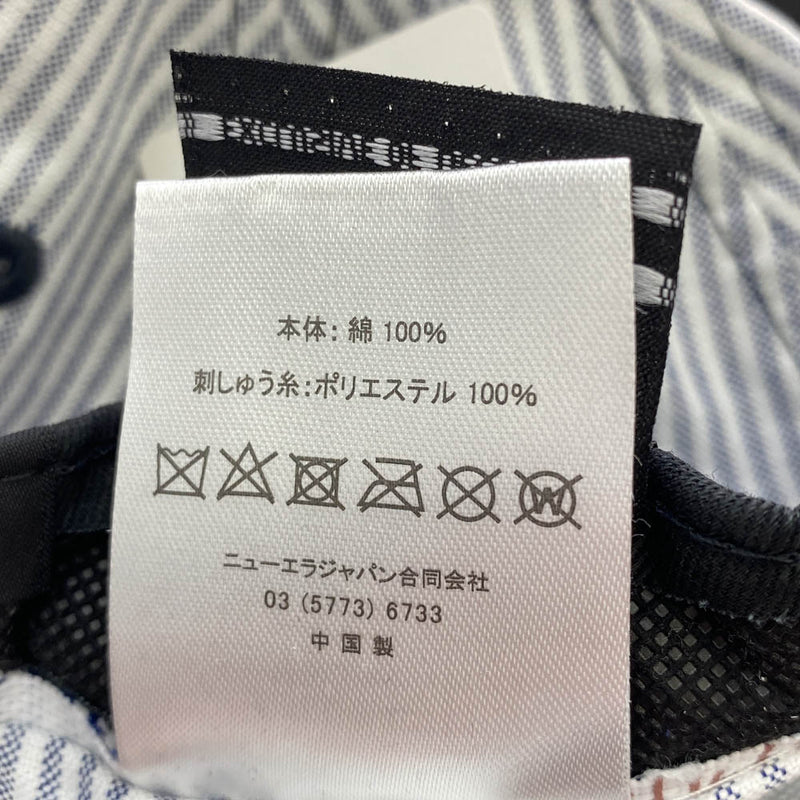 本体: 綿 100%
刺しゅう糸:ポリエステル 100%
W
ニューエラジャパン合同会社
03 (5773) 6733
中国製